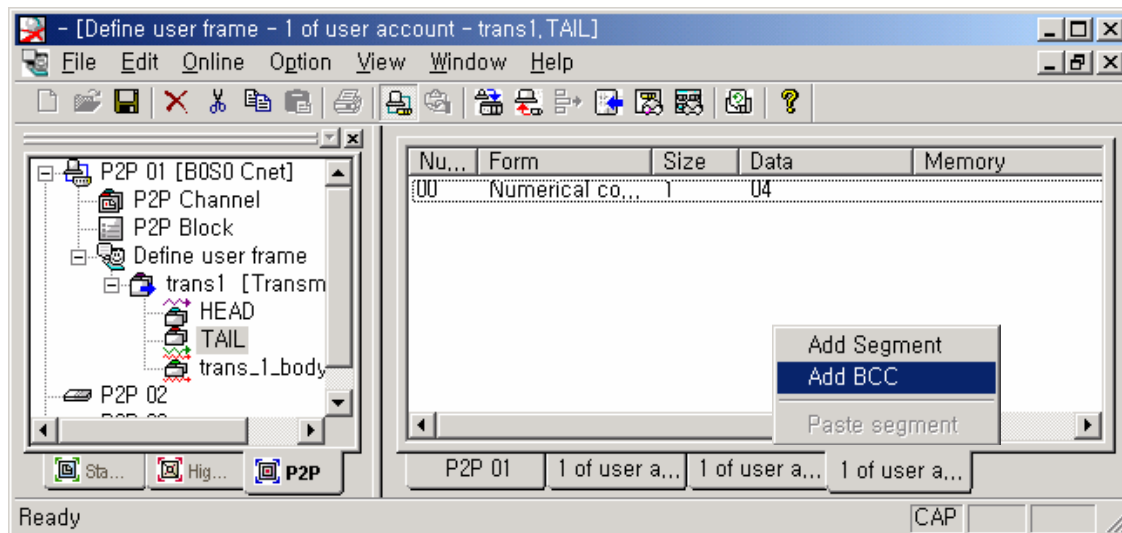 - [Define user frame - 1 of user account - trans1,TAIL]
File Edit Online Option View Window Help
P2P 01 [B0S0 Cnet]
P2P Channel
P2P Block
Define user frame
trans1 [Transm
HEAD
TAIL
trans_1_body
P2P 02
Sta... Hig... P2P
Nu... Form Size Data Memory
00 Numerical co... 1 04
Add Segment
Add BCC
Paste segment
P2P 01 1 of user a... 1 of user a... 1 of user a...
Ready CAP